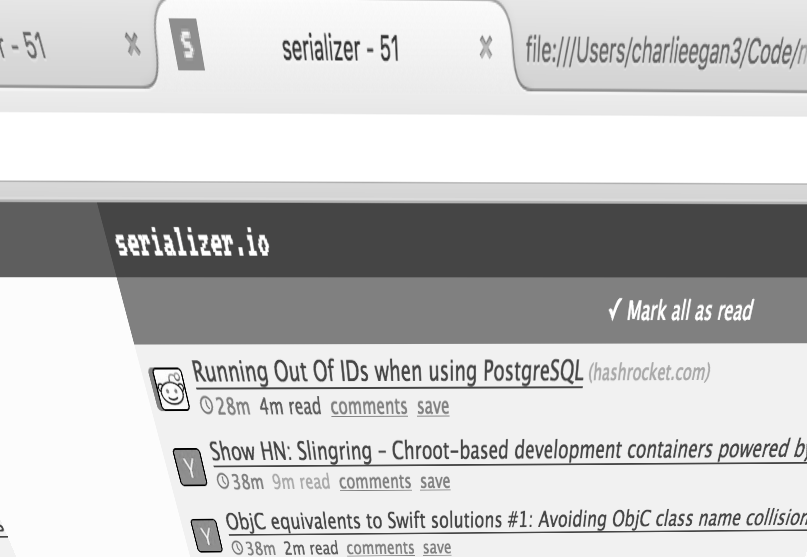 r - 51
S
serializer - 51
file:///Users/charlieegan3/Code/
serializer.io
✓ Mark all as read
Running Out Of IDs when using PostgreSQL (hashrocket.com)
28m 4m read comments save
Y
Show HN: Slingring - Chroot-based development containers powered by
38m 9m read comments save
Y
ObjC equivalents to Swift solutions #1: Avoiding ObjC class name collision
38m 2m read comments save